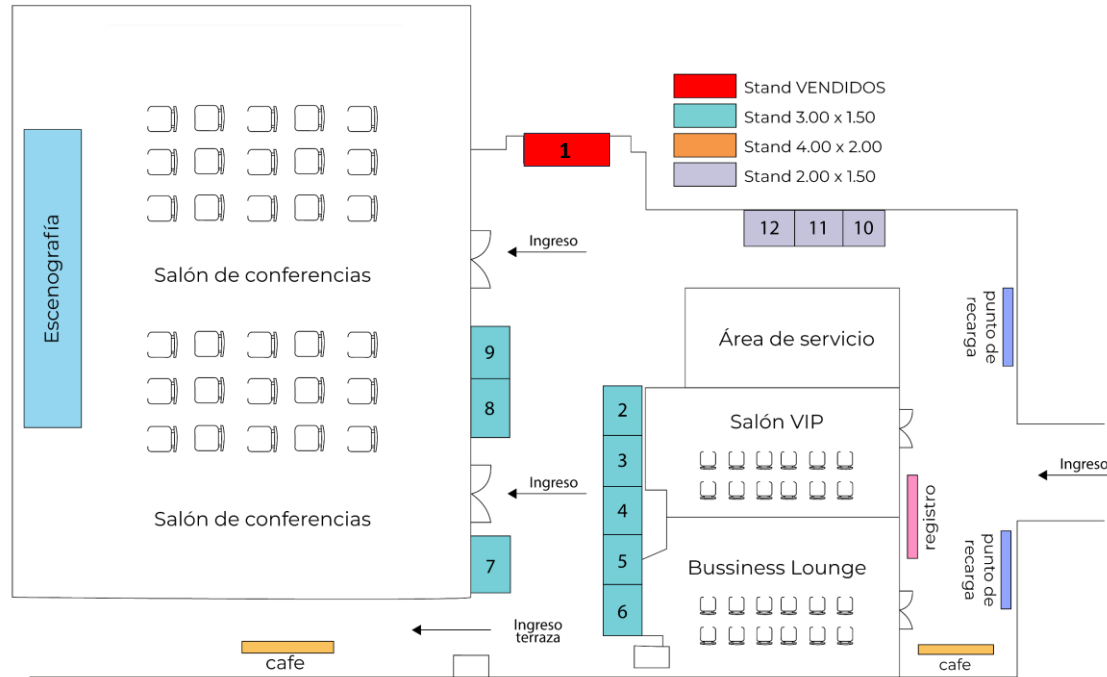 Stand VENDIDOS
Stand 3.00 x 1.50
Stand 4.00 x 2.00
Stand 2.00 x 1.50
1
12
11
10
Ingreso
Escenografía
Salón de conferencias
punto de
recarga
Área de servicio
9
8
2
3
4
5
6
Salón VIP
Ingreso
Ingreso
registro
Salón de conferencias
7
Bussiness Lounge
punto de
recarga
Ingreso
terraza
cafe
cafe